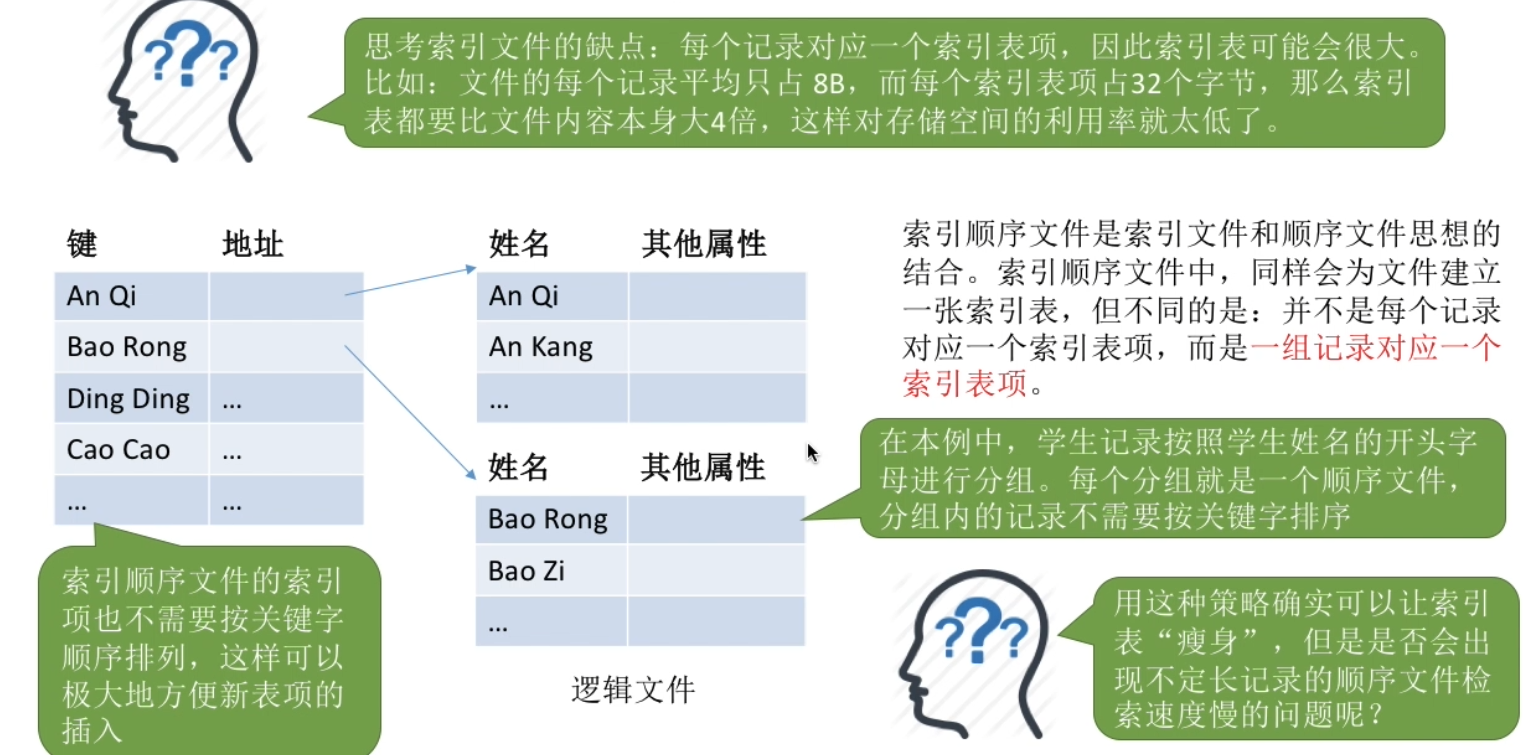 ???
思考索引文件的缺点：每个记录对应一个索引表项，因此索引表可能会很大。
比如：文件的每个记录平均只占 8B，而每个索引表项占32个字节，那么索引
表都要比文件内容本身大4倍，这样对存储空间的利用率就太低了。
键 地址
An Qi
Bao Rong
Ding Ding ...
Cao Cao ...
... ...
姓名 其他属性
An Qi
An Kang
...
姓名 其他属性
Bao Rong
Bao Zi
...
逻辑文件
索引顺序文件是索引文件和顺序文件思想的
结合。索引顺序文件中，同样会为文件建立
一张索引表，但不同的是：并不是每个记录
对应一个索引表项，而是一组记录对应一个
索引表项。
在本例中，学生记录按照学生姓名的开头字
母进行分组。每个分组就是一个顺序文件，
分组内的记录不需要按关键字排序
索引顺序文件的索引
项也不需要按关键字
顺序排列，这样可以
极大地方便新表项的
插入
???
用这种策略确实可以让索引
表“瘦身”，但是是否会出
现不定长记录的顺序文件检
索速度慢的问题呢？